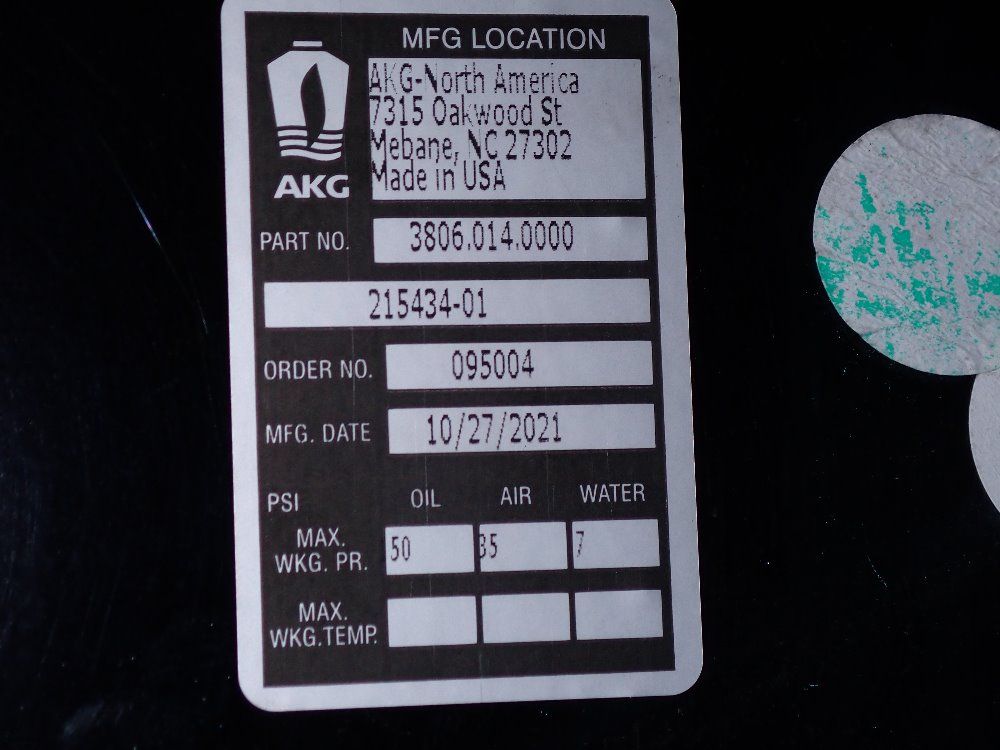 MFG LOCATION
AKG-North America
7315 Oakwood St
Mebane, NC 27302
Made in USA
AKG
PART NO. 3806.014.0000
215434-01
ORDER NO. 095004
MFG. DATE 10/27/2021
PSI OIL AIR WATER
MAX.
WKG. PR. 50 35 7
MAX.
WKG.TEMP.